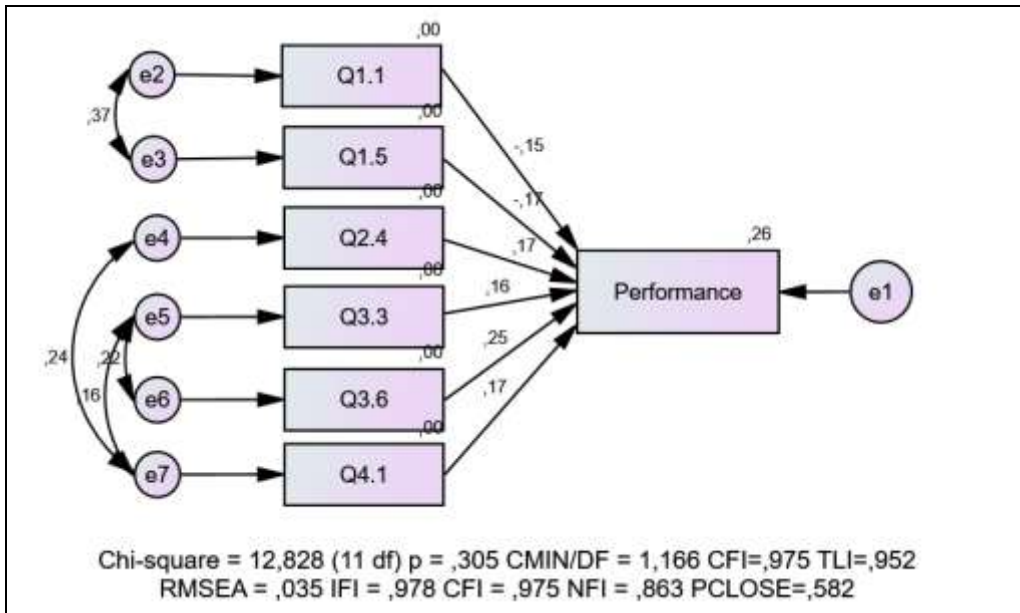 ,00
e2
Q1.1
,37
,00
-,15
e3
Q1.5
,00
-,17
,26
e4
Q2.4
,17
,00
,16
Performance
e1
e5
Q3.3
,24
,22
,00
,25
16
e6
Q3.6
,17
,00
e7
Q4.1
Chi-square = 12,828 (11 df) p = ,305 CMIN/DF = 1,166 CFI=,975 TLI=,952
RMSEA = ,035 IFI = ,978 CFI = ,975 NFI = ,863 PCLOSE=,582